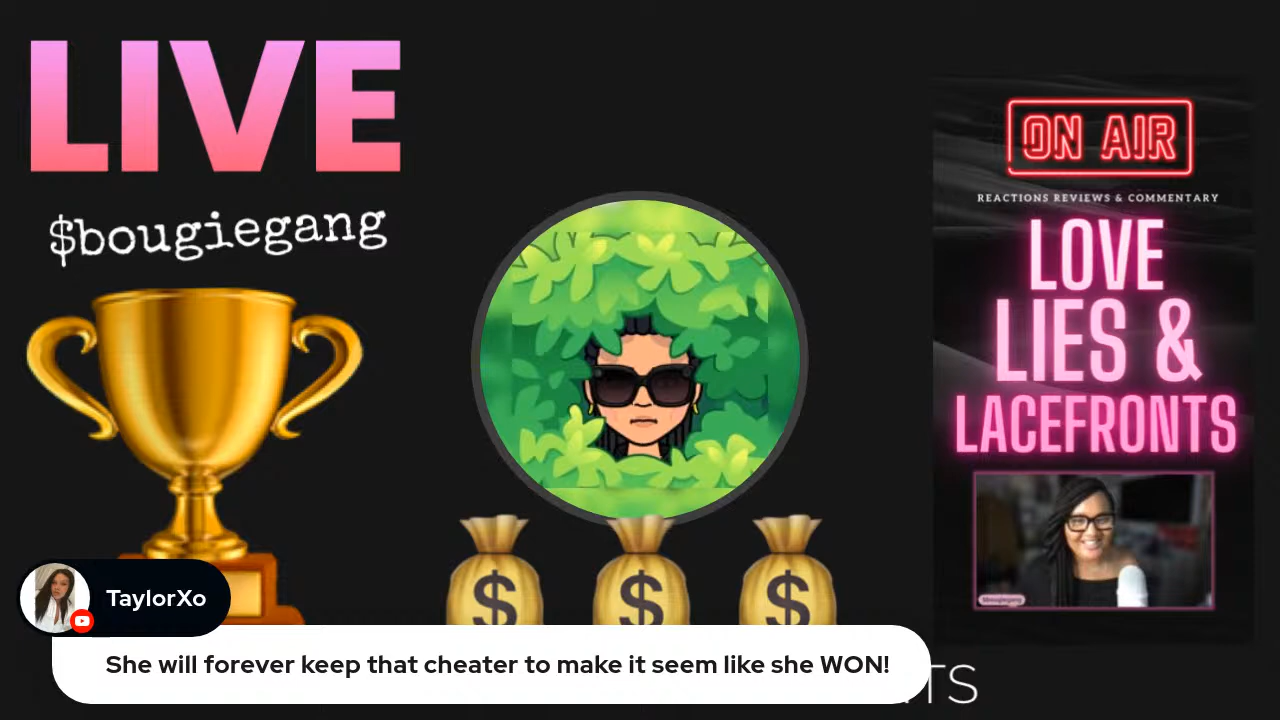 LIVE
$bougiegang
ON AIR
REACTIONS REVIEWS & COMMENTARY
LOVE
LIES &
LACEFRONTS
$ $ $
TaylorXo
She will forever keep that cheater to make it seem like she WON!
TS